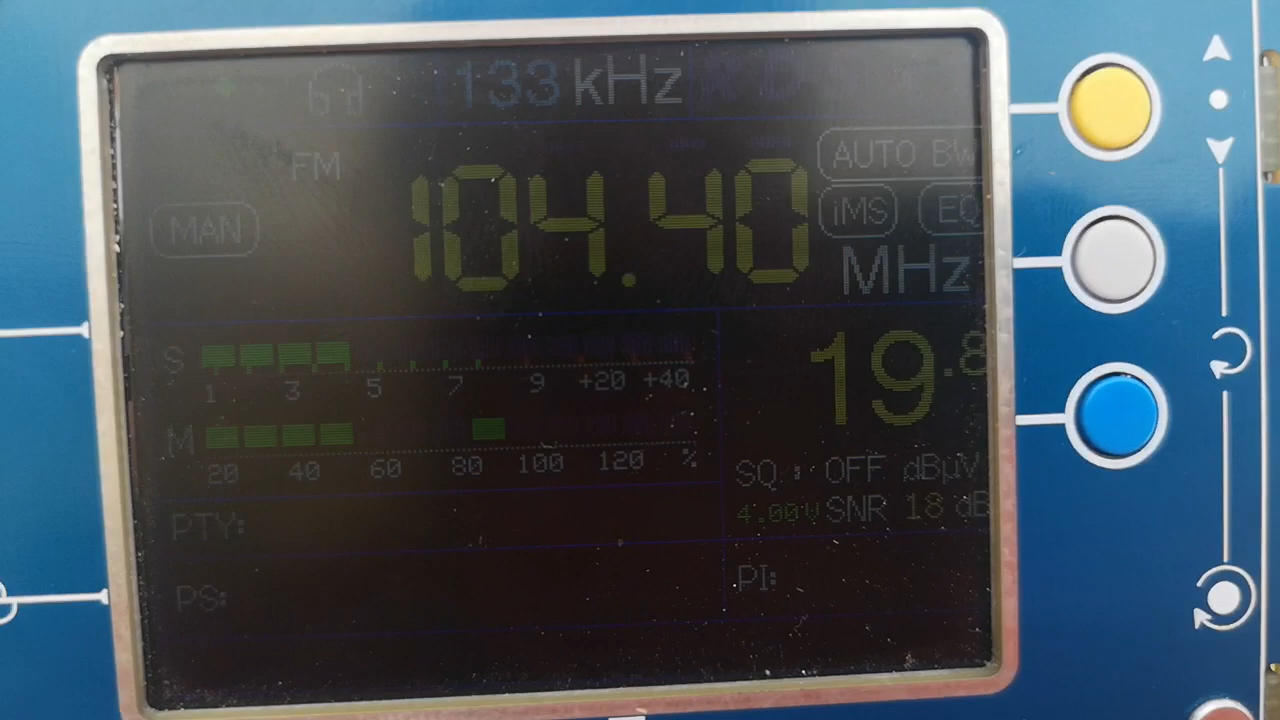 133 kHz
FM
AUTO BW
MAN
104.40
iMS EQ
MHz
S
1 3 5 7 9 +20 +40
19.8
M
20 40 60 80 100 120 %
SQ : OFF dBµV
4.00V SNR 18 dB
PTY:
PS:
PI: